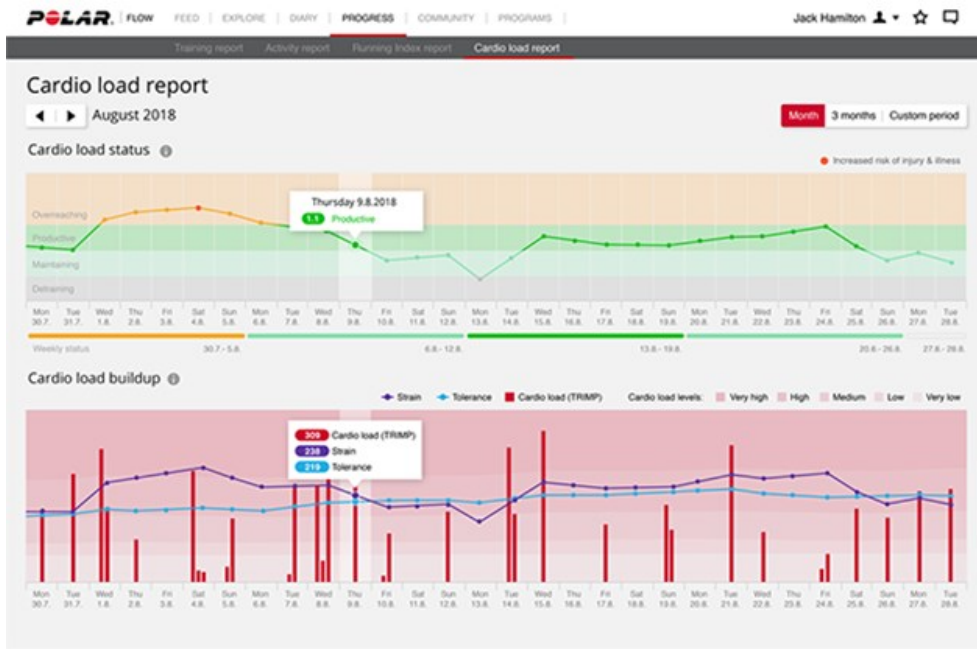 POLAR. FLOW FEED EXPLORE DIARY PROGRESS COMMUNITY PROGRAMS Jack Hamilton
Training report Activity report Running Index report Cardio load report
Cardio load report
August 2018 Month 3 months Custom period
Cardio load status
Increased risk of injury & illness
Thursday 9.8.2018
1.1 Productive
Overreaching
Productive
Maintaining
Detraining
Mon Tue Wed Thu Fri Sat Sun Mon Tue Wed Thu Fri Sat Sun Mon Tue Wed Thu Fri Sat Sun Mon Tue Wed Thu Fri Sat Sun Mon Tue
30.7. 31.7. 1.8. 2.8. 3.8. 4.8. 5.8. 6.8. 7.8. 8.8. 9.8. 10.8. 11.8. 12.8. 13.8. 14.8. 15.8. 16.8. 17.8. 18.8. 19.8. 20.8. 21.8. 22.8. 23.8. 24.8. 25.8. 26.8. 27.8. 28.8.
Weekly status 30.7.- 5.8. 6.8.- 12.8. 13.8.- 19.8. 20.8.- 26.8. 27.8.- 28.8.
Cardio load buildup
Strain Tolerance Cardio load (TRIMP) Cardio load levels: Very high High Medium Low Very low
309 Cardio load (TRIMP)
238 Strain
219 Tolerance
Mon Tue Wed Thu Fri Sat Sun Mon Tue Wed Thu Fri Sat Sun Mon Tue Wed Thu Fri Sat Sun Mon Tue Wed Thu Fri Sat Sun Mon Tue
30.7. 31.7. 1.8. 2.8. 3.8. 4.8. 5.8. 6.8. 7.8. 8.8. 9.8. 10.8. 11.8. 12.8. 13.8. 14.8. 15.8. 16.8. 17.8. 18.8. 19.8. 20.8. 21.8. 22.8. 23.8. 24.8. 25.8. 26.8. 27.8. 28.8.